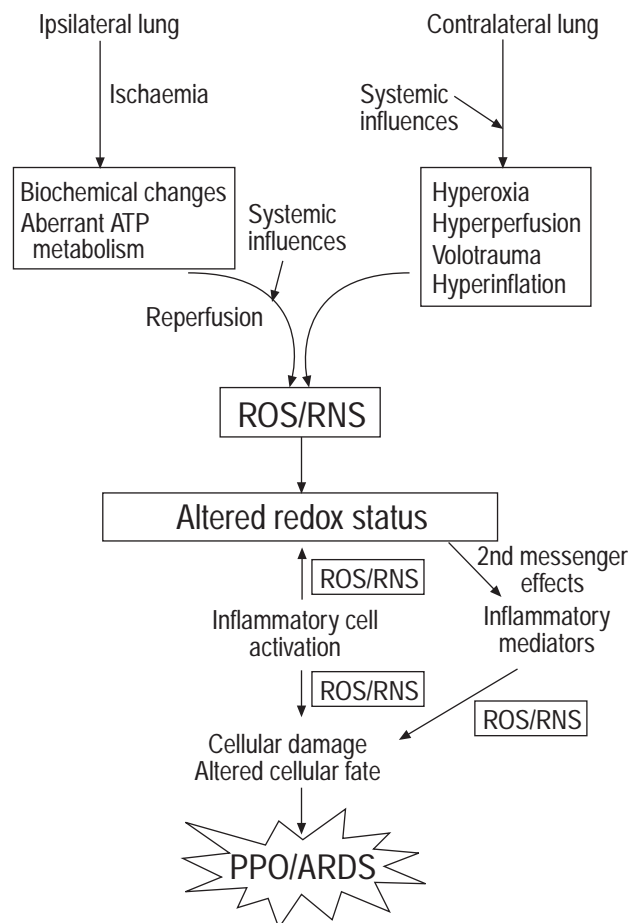 Ipsilateral lung
Contralateral lung
Ischaemia
Systemic
influences
Biochemical changes
Aberrant ATP
metabolism
Systemic
influences
Hyperoxia
Hyperperfusion
Volotrauma
Hyperinflation
Reperfusion
ROS/RNS
Altered redox status
ROS/RNS
2nd messenger
effects
Inflammatory cell
activation
Inflammatory
mediators
ROS/RNS
ROS/RNS
Cellular damage
Altered cellular fate
PPO/ARDS